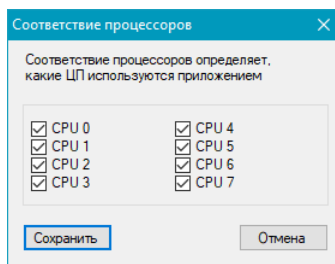 Соответствие процессоров
Соответствие процессоров определяет,
какие ЦП используются приложением
CPU 0 CPU 4
CPU 1 CPU 5
CPU 2 CPU 6
CPU 3 CPU 7
Сохранить Отмена